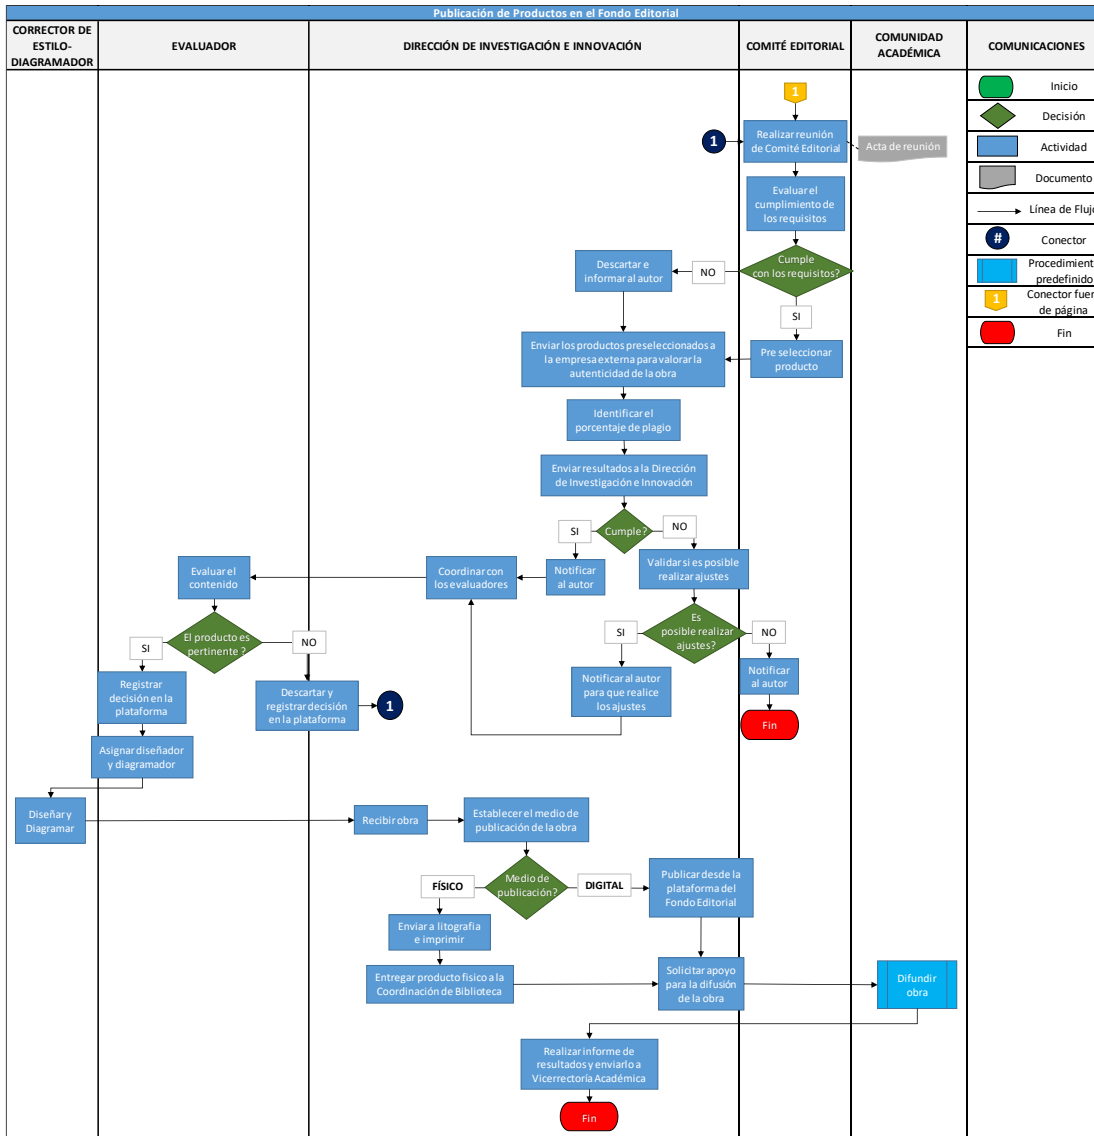 Publicación de Productos en el Fondo Editorial
CORRECTOR DE
ESTILO-
DIAGRAMADOR
EVALUADOR
DIRECCIÓN DE INVESTIGACIÓN E INNOVACIÓN
COMITÉ EDITORIAL
COMUNIDAD
ACADÉMICA
COMUNICACIONES
1
Inicio
Decisión
Actividad
Documento
Línea de Flujo
#
Conector
Procedimiento
predefinido
1
Conector fuera
de página
Fin
1
Realizar reunión
de Comité Editorial
Acta de reunión
Evaluar el
cumplimiento de
los requisitos
Cumple
con los requisitos?
NO
Descartar e
informar al autor
SI
Pre seleccionar
producto
Enviar los productos preseleccionados a
la empresa externa para valorar la
autenticidad de la obra
Identificar el
porcentaje de plagio
Enviar resultados a la Dirección
de Investigación e Innovación
Cumple?
SI
NO
Notificar
al autor
Validar si es posible
realizar ajustes
Coordinar con
los evaluadores
Evaluar el
contenido
El producto es
pertinente ?
SI
NO
Es
posible realizar
ajustes?
SI
NO
Notificar
al autor
Fin
Notificar al autor
para que realice
los ajustes
Registrar
decisión en la
plataforma
Descartar y
registrar decisión
en la plataforma
1
Asignar diseñador
y diagramador
Diseñar y
Diagramar
Recibir obra
Establecer el medio de
publicación de la obra
Medio de
publicación?
FÍSICO
DIGITAL
Publicar desde la
plataforma del
Fondo Editorial
Enviar a litografia
e imprimir
Entregar producto fisico a la
Coordinación de Biblioteca
Solicitar apoyo
para la difusión
de la obra
Difundir
obra
Realizar informe de
resultados y enviarlo a
Vicerrectoría Académica
Fin